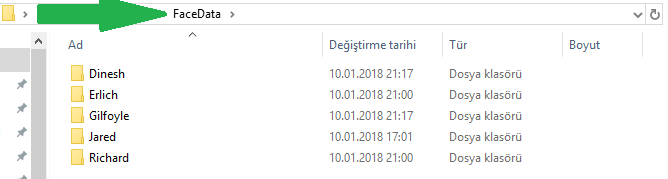 FaceData
Ad Değiştirme tarihi Tür Boyut
Dinesh 10.01.2018 21:17 Dosya klasörü
Erlich 10.01.2018 21:00 Dosya klasörü
Gilfoyle 10.01.2018 21:17 Dosya klasörü
Jared 10.01.2018 17:01 Dosya klasörü
Richard 10.01.2018 21:00 Dosya klasörü